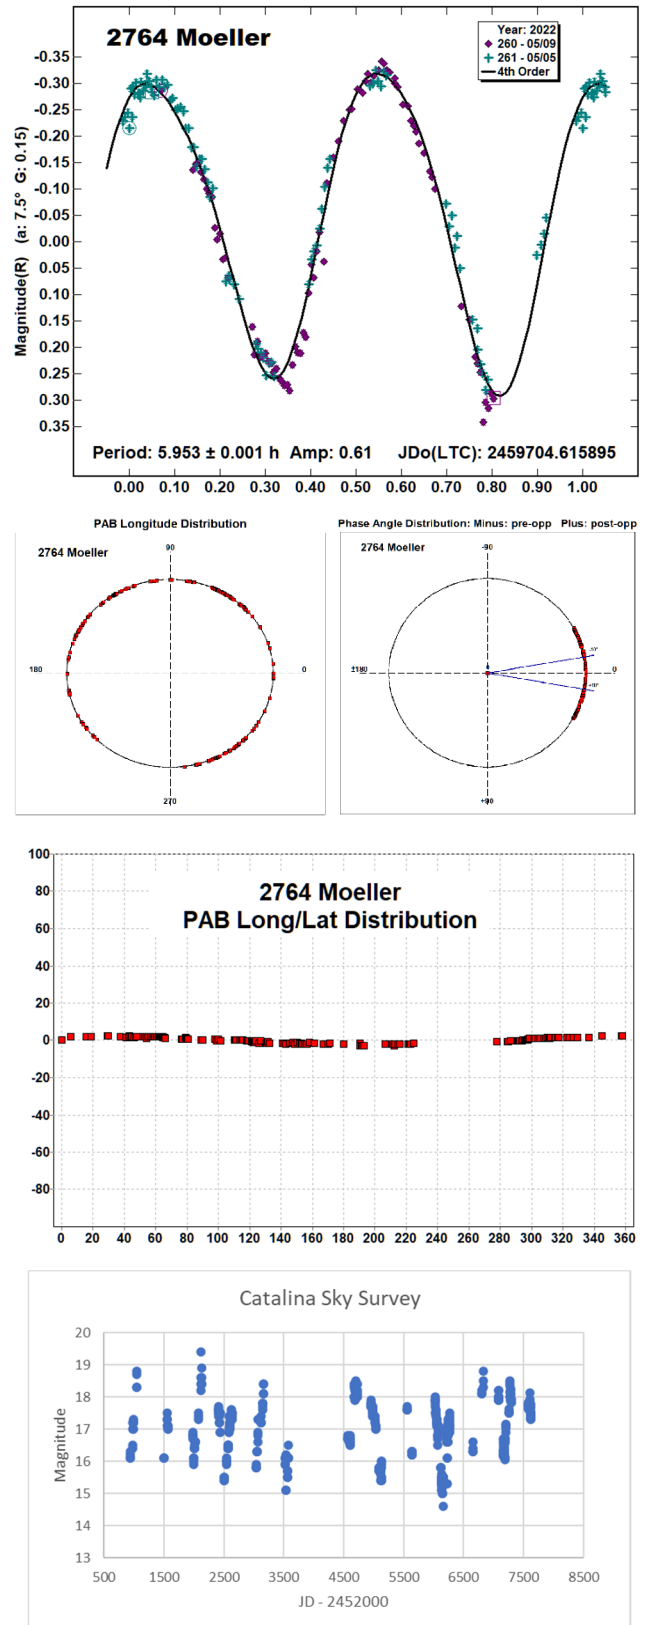 2764 Moeller
Year: 2022
260 - 05/09
261 - 05/05
4th Order
Magnitude(R) (a: 7.5° G: 0.15)
-0.35
-0.30
-0.25
-0.20
-0.15
-0.10
-0.05
0.00
0.05
0.10
0.15
0.20
0.25
0.30
0.35
Period: 5.953 ± 0.001 h Amp: 0.61 JDo(LTC): 2459704.615895
0.00 0.10 0.20 0.30 0.40 0.50 0.60 0.70 0.80 0.90 1.00
PAB Longitude Distribution
2764 Moeller
90
180
0
270
Phase Angle Distribution: Minus: pre-opp Plus: post-opp
2764 Moeller
-90
±180
0
+90
2764 Moeller
PAB Long/Lat Distribution
100
80
60
40
20
0
-20
-40
-60
-80
0 20 40 60 80 100 120 140 160 180 200 220 240 260 280 300 320 340 360
Catalina Sky Survey
Magnitude
20
19
18
17
16
15
14
13
500 1500 2500 3500 4500 5500 6500 7500 8500
JD - 2452000